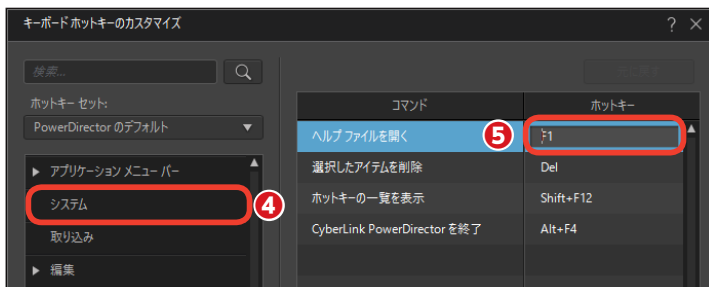 キーボード ホットキーのカスタマイズ
? ×
検索...
ホットキー セット:
PowerDirector のデフォルト
コマンド ホットキー
ヘルプ ファイルを開く 5 F1
▶ アプリケーション メニュー バー
選択したアイテムを削除 Del
システム 4
ホットキーの一覧を表示 Shift+F12
取り込み
CyberLink PowerDirector を終了 Alt+F4
▶ 編集